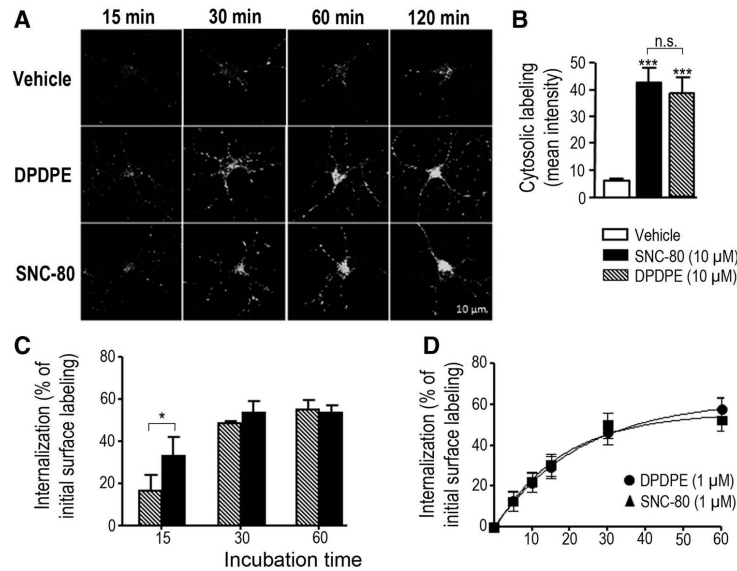 A
15 min 30 min 60 min 120 min
Vehicle
DPDPE
SNC-80
10 µm.
B
n.s.
***
***
50
40
30
20
10
0
Cytosolic labeling
(mean intensity)
Vehicle
SNC-80 (10 µM)
DPDPE (10 µM)
C
Internalization (% of
initial surface labeling)
80
60
40
20
0
*
15 30 60
Incubation time
D
Internalization (% of
initial surface labeling)
80
60
40
20
0
DPDPE (1 µM)
SNC-80 (1 µM)
10 20 30 40 50 60